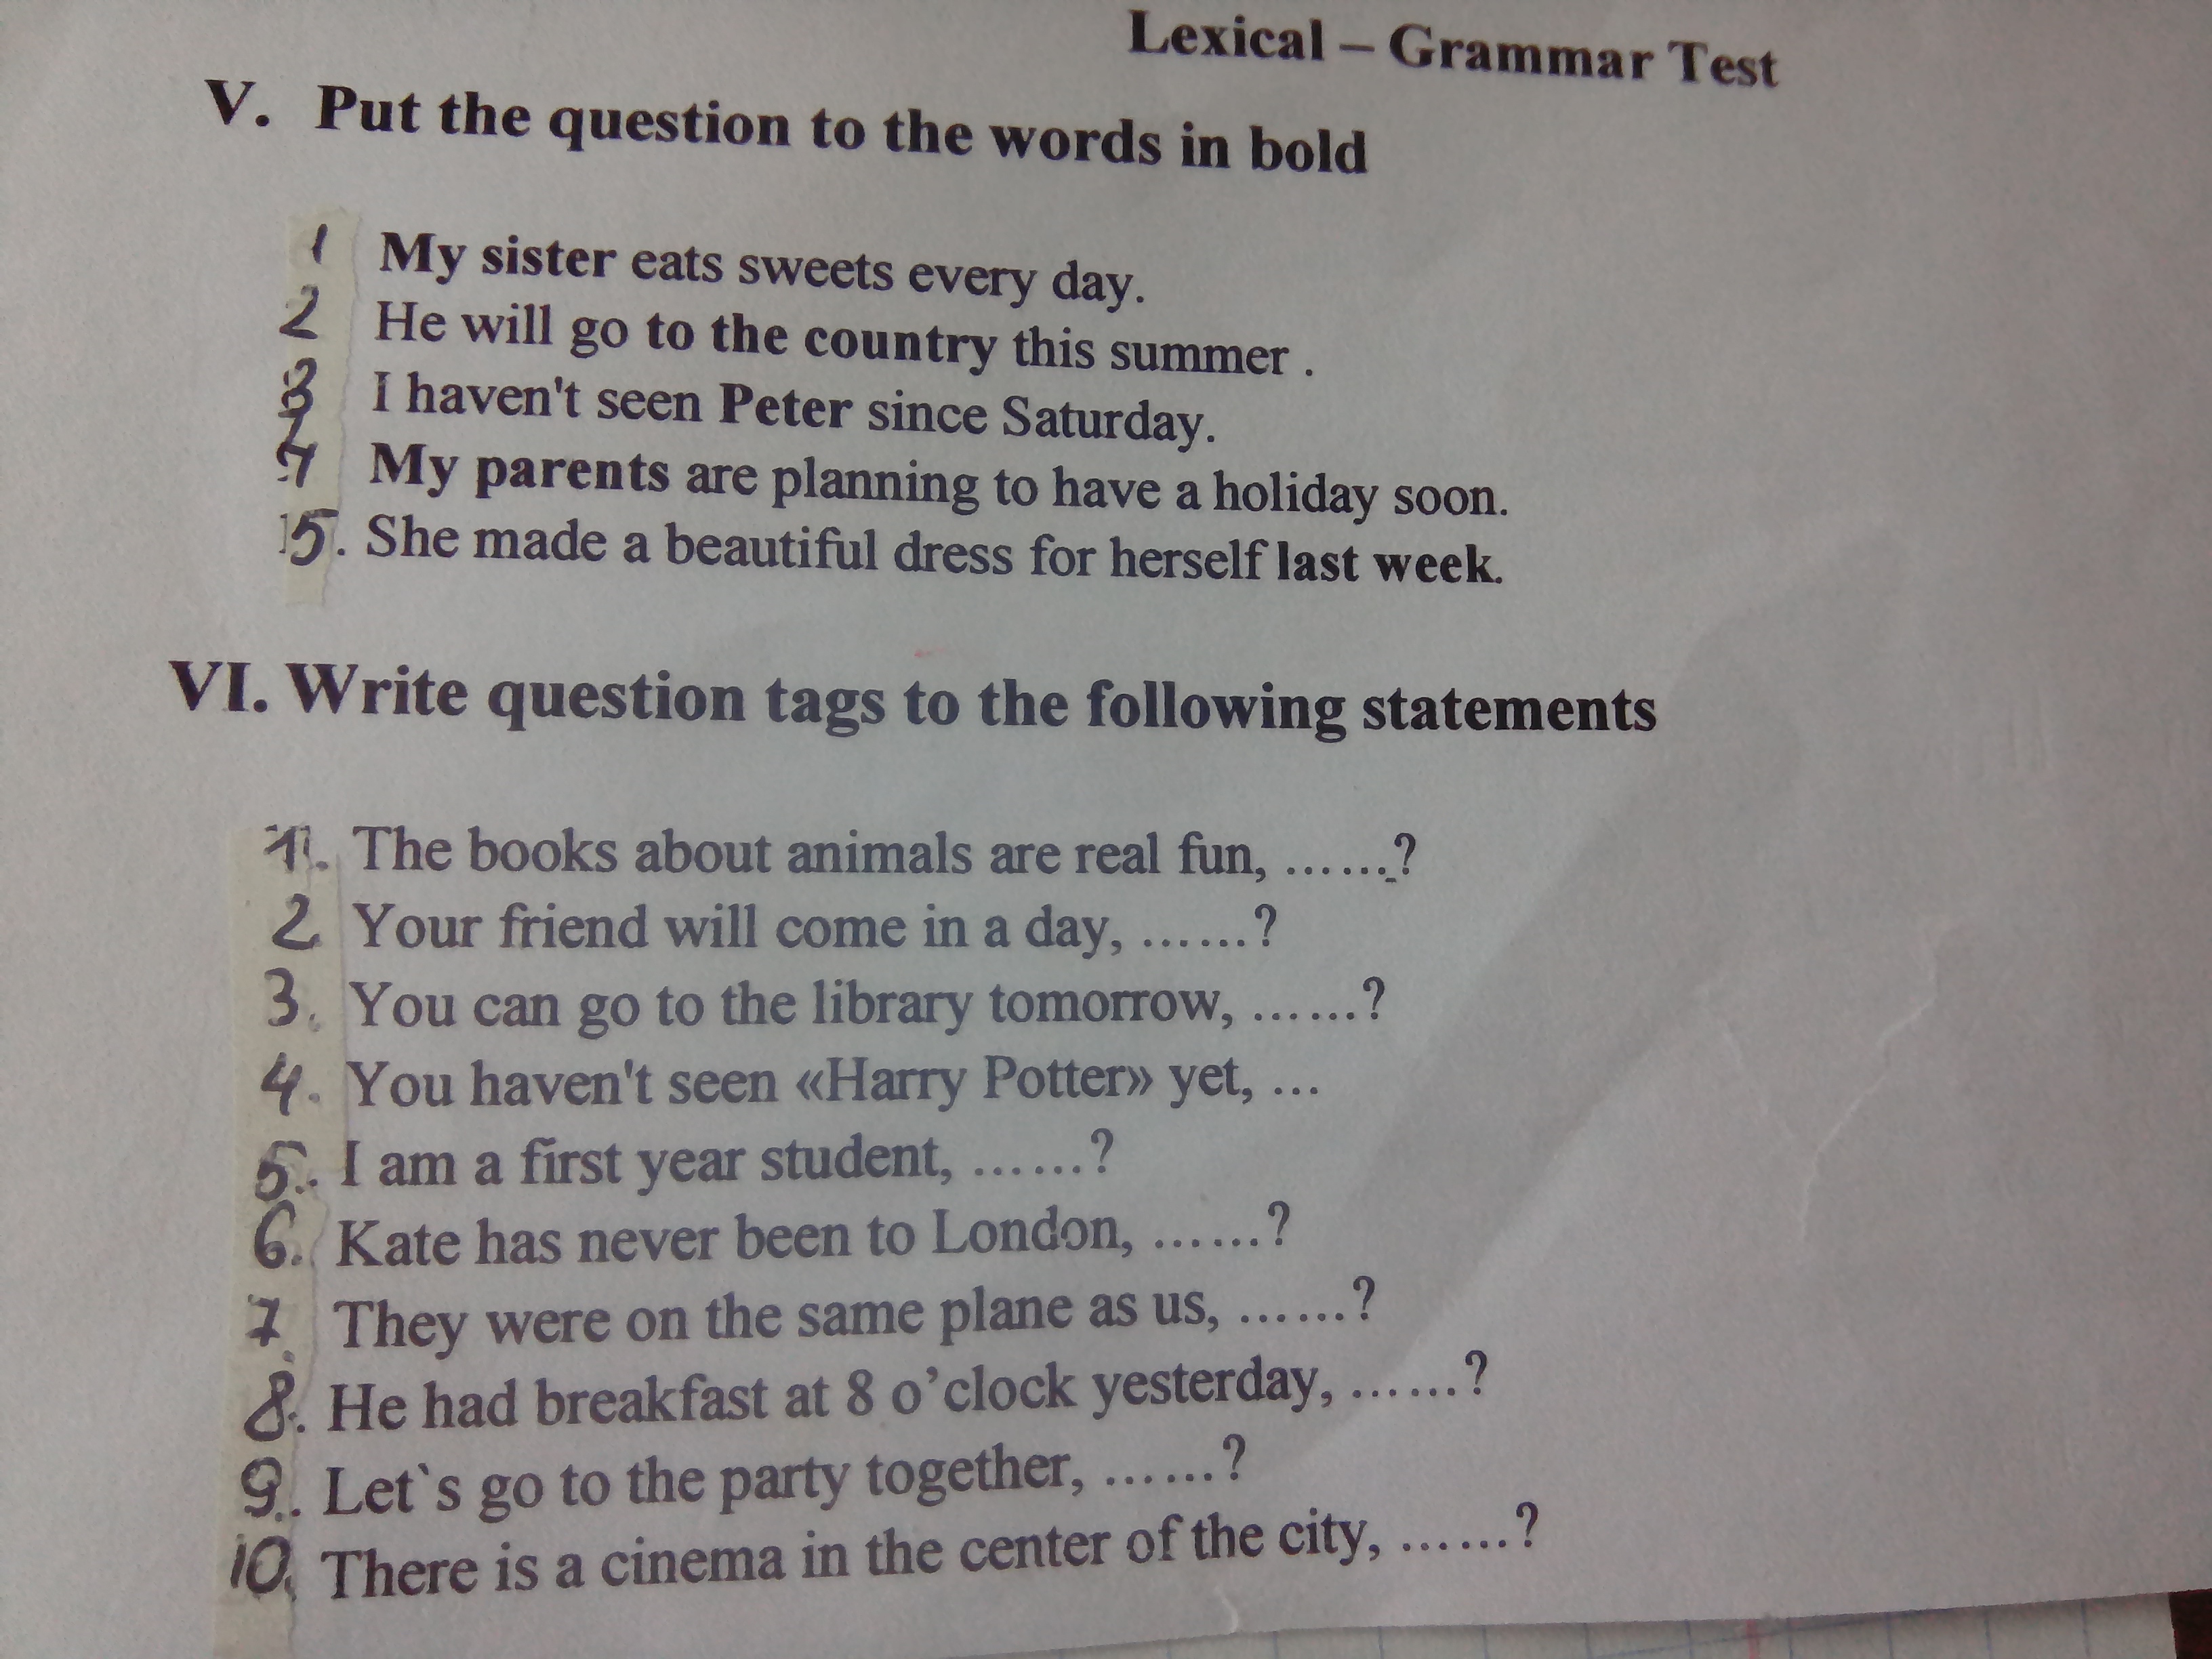 Lexical – Grammar Test
V. Put the question to the words in bold
1 My sister eats sweets every day.
2 He will go to the country this summer .
3 I haven't seen Peter since Saturday.
4 My parents are planning to have a holiday soon.
5. She made a beautiful dress for herself last week.
VI. Write question tags to the following statements
1. The books about animals are real fun, ......?
2 Your friend will come in a day, ......?
3. You can go to the library tomorrow, ......?
4. You haven't seen «Harry Potter» yet, ...
5. I am a first year student, ......?
6. Kate has never been to London, ......?
7. They were on the same plane as us, ......?
8. He had breakfast at 8 o’clock yesterday, ......?
9. Let`s go to the party together, ......?
10. There is a cinema in the center of the city, ......?